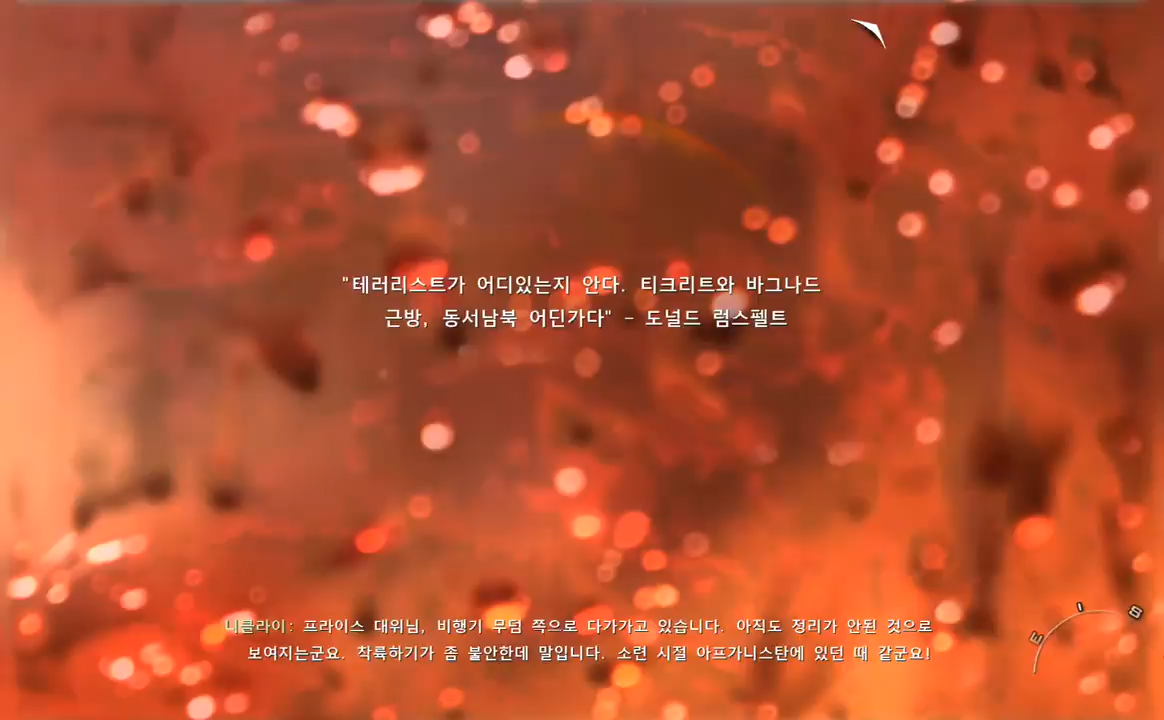 "테러리스트가 어디있는지 안다. 티크리트와 바그나드
근방, 동서남북 어딘가다" - 도널드 럼스펠트
니콜라이: 프라이스 대위님, 비행기 무덤 쪽으로 다가가고 있습니다. 아직도 정리가 안된 것으로
보여지는군요. 착륙하기가 좀 불안한데 말입니다. 소련 시절 아프가니스탄에 있던 때 같군요!
E
S